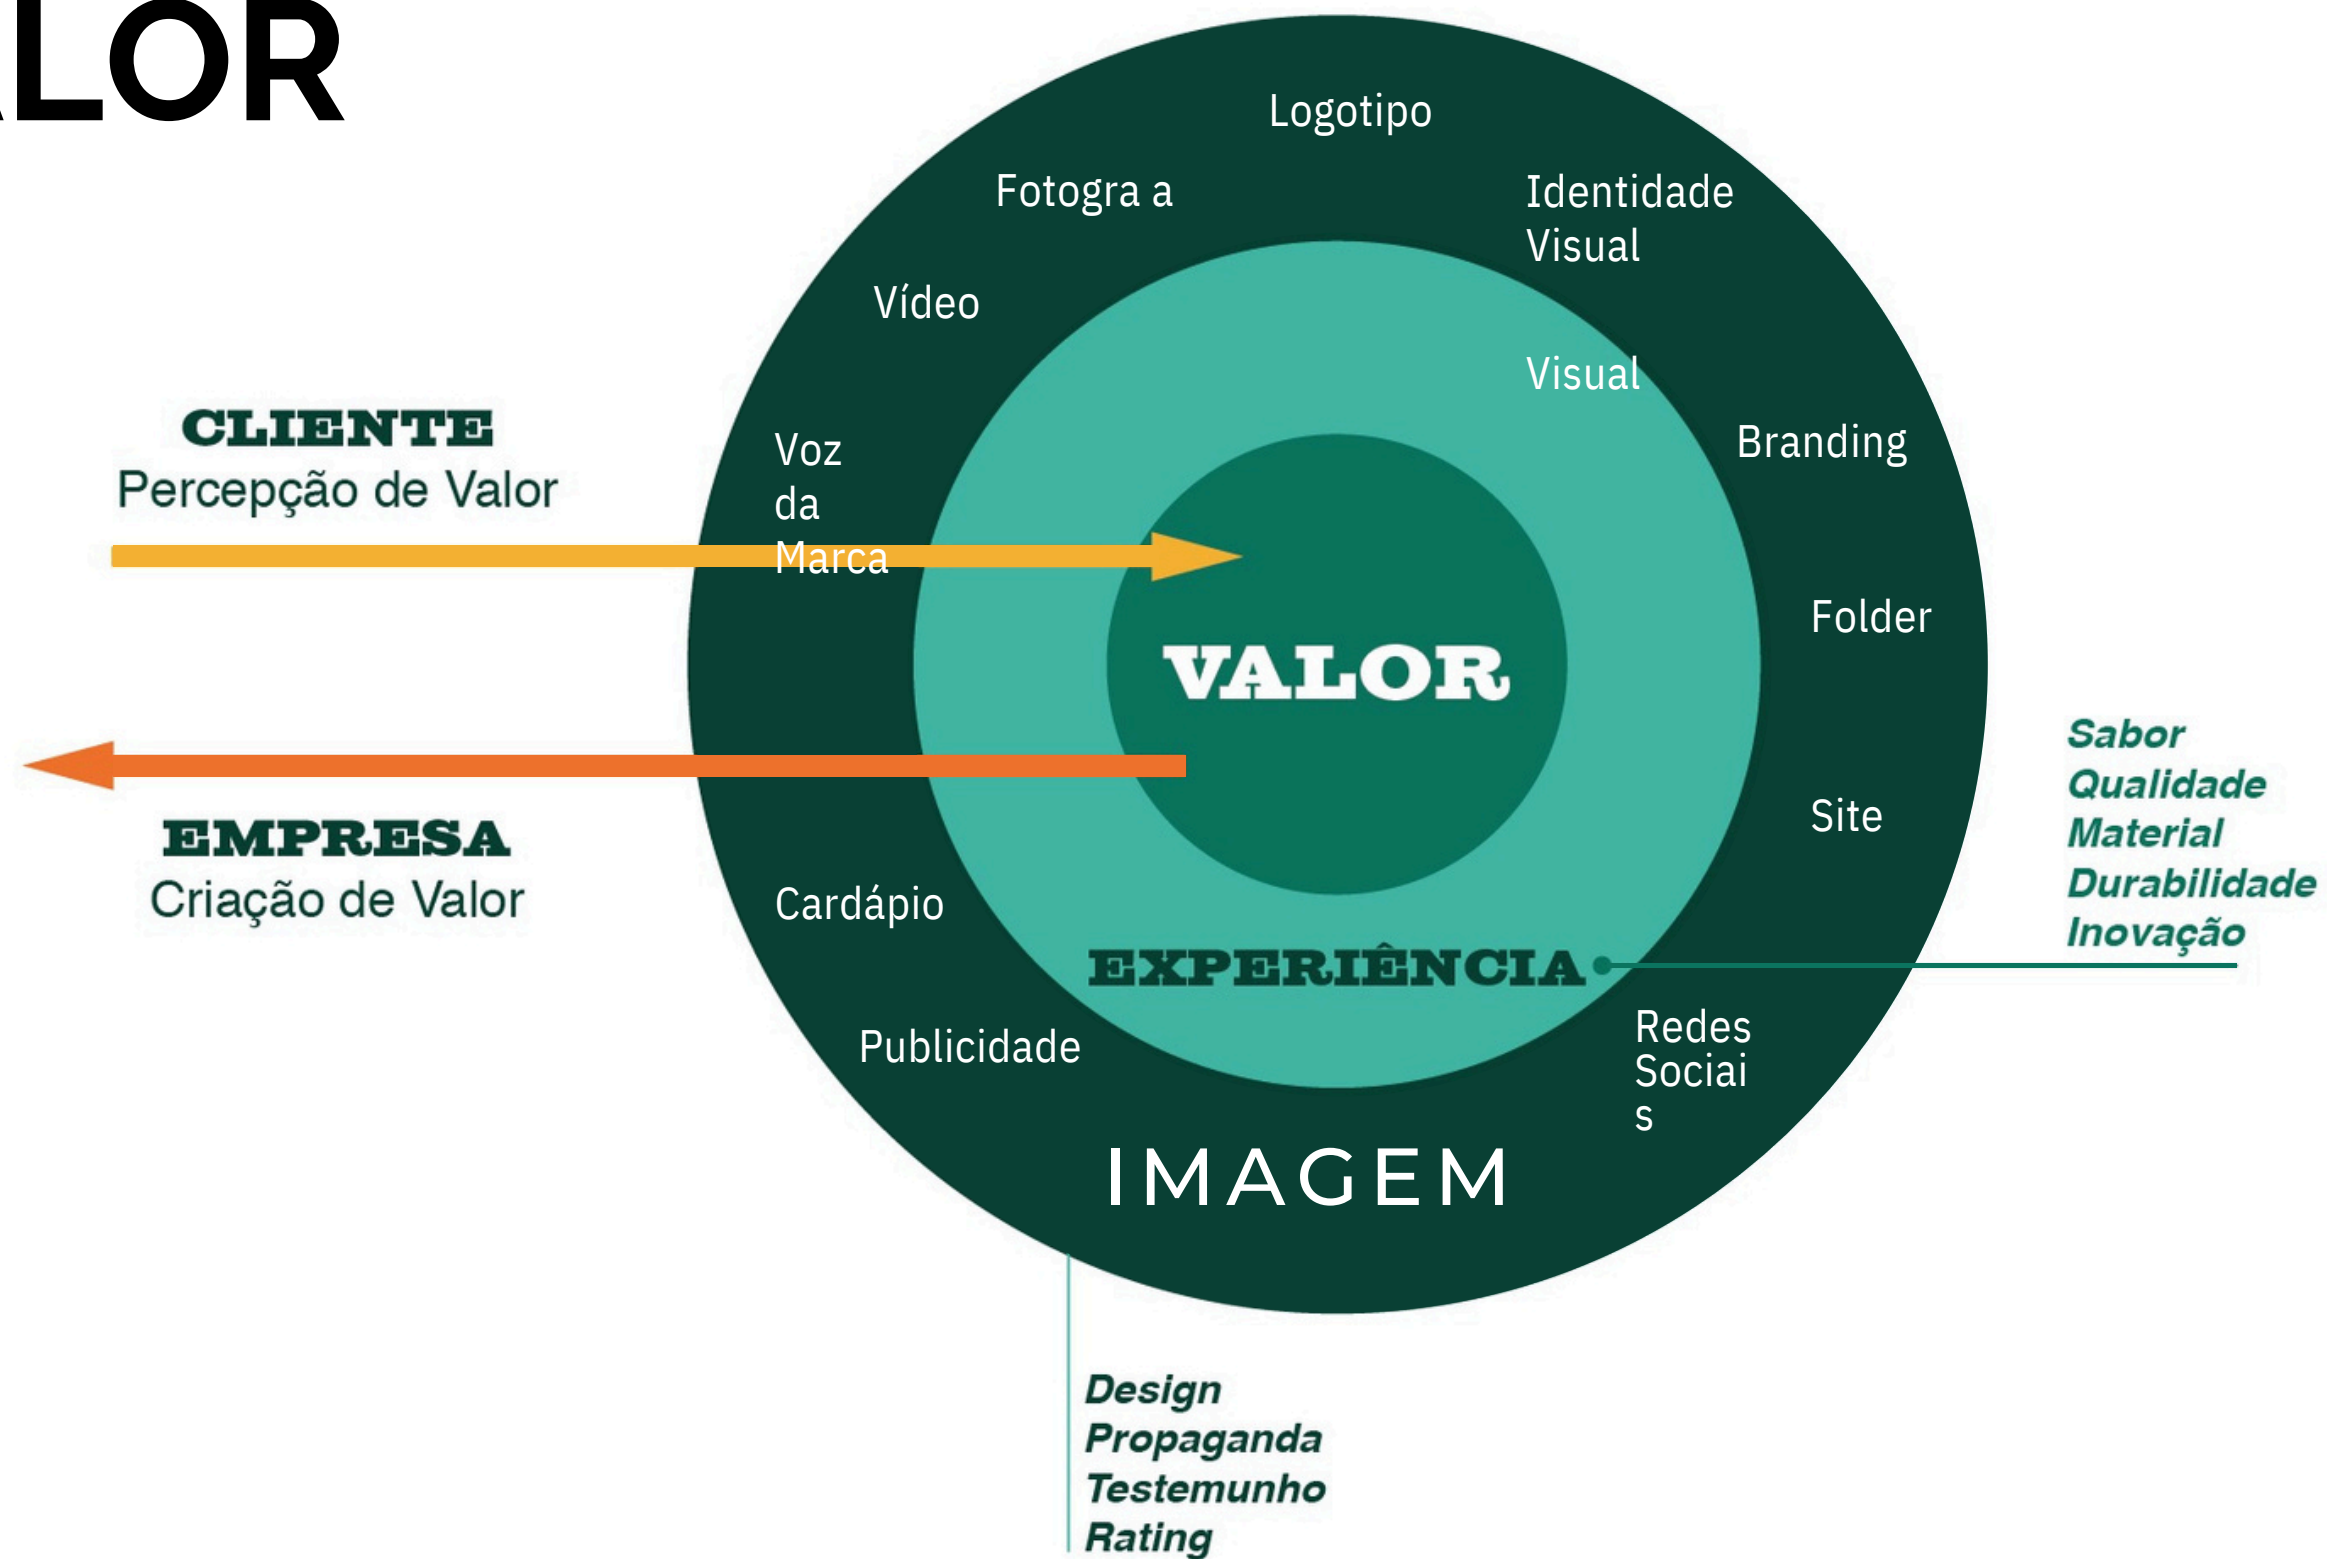 ALOR
Logotipo
Fotogra a
Identidade
Visual
Vídeo
Visual
CLIENTE
Percepção de Valor
Voz
da
Marca
Branding
Folder
VALOR
Sabor
Qualidade
Material
Durabilidade
Inovação
Site
EMPRESA
Criação de Valor
Cardápio
EXPERIÊNCIA
Publicidade
Redes
Sociai
s
IMAGEM
Design
Propaganda
Testemunho
Rating